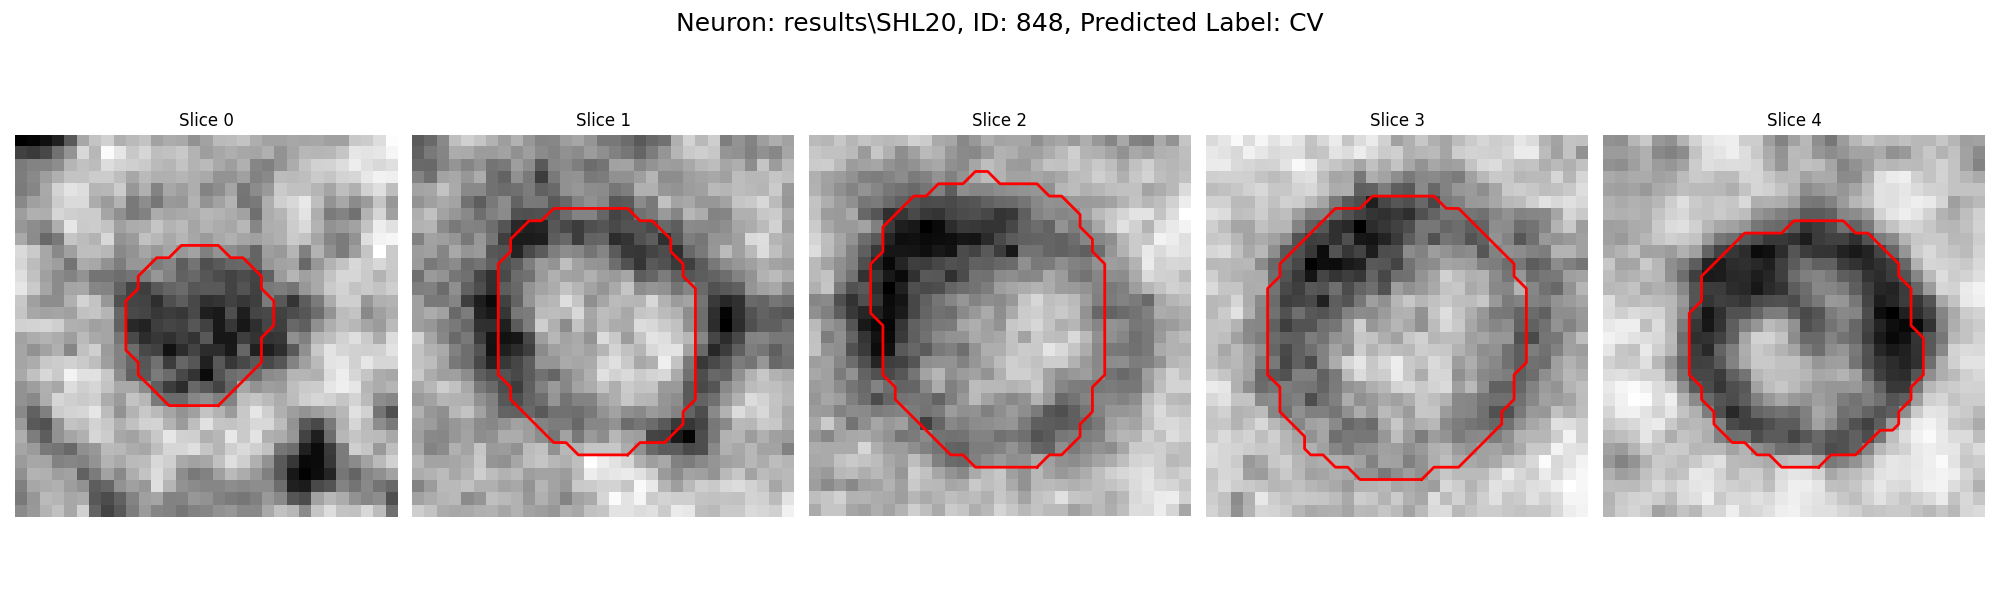 Neuron: results\SHL20, ID: 848, Predicted Label: CV
Slice 0
Slice 1
Slice 2
Slice 3
Slice 4